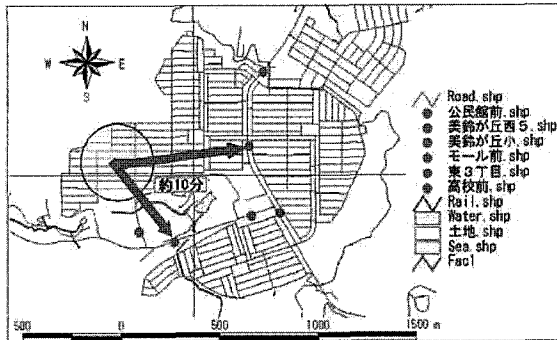 N
W E
S
約10分
Road.shp
公民館前.shp
美鈴が丘西5.shp
美鈴が丘小.shp
モール前.shp
東3丁目.shp
高校前.shp
Rail.shp
Water.shp
土地.shp
Sea.shp
Fac1
500 0 500 1000 1500 m